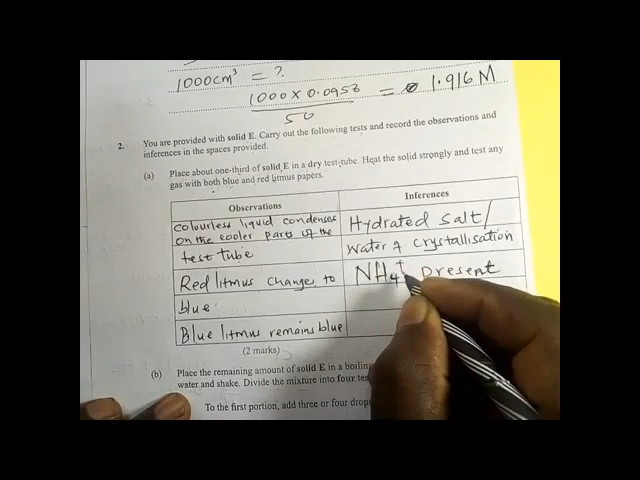 1000cm³ = ?
1000 x 0.0958 = 1.916 M
50
2. You are provided with solid E. Carry out the following tests and record the observations and
inferences in the spaces provided.
(a) Place about one-third of solid E in a dry test-tube. Heat the solid strongly and test any
gas with both blue and red litmus papers.
Observations
Inferences
colourless liquid condenses
on the cooler parts of the
test tube
Red litmus changes to
blue
Blue litmus remains blue
Hydrated salt/
Water of crystallisation
NH₄⁺ present
(2 marks)
(b) Place the remaining amount of solid E in a boiling
water and shake. Divide the mixture into four
To the first portion, add three or four drops